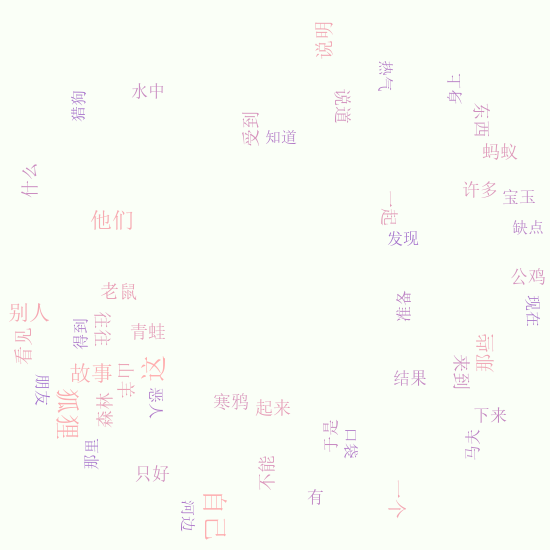 说明
热气
下身
猎狗
水中
说道
受到
东西
知道
蚂蚁
什么
许多
宝玉
一起
他们
缺点
发现
公鸡
老鼠
准备
现在
别人
得到
往往
青蛙
看见
那些
故事
山羊
这
来到
结果
朋友
狐狸
森林
恶人
寒鸦
起来
下来
那里
于是
口袋
马夫
只好
不能
有
一个
河边
自己